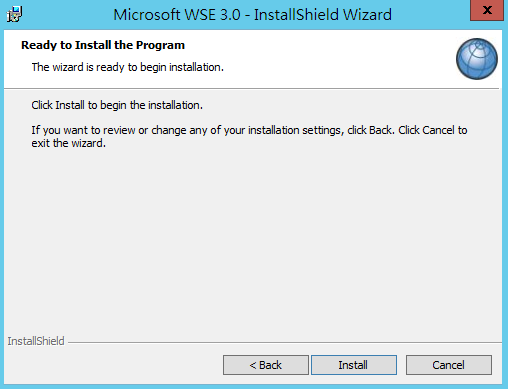 Microsoft WSE 3.0 - InstallShield Wizard
x
Ready to Install the Program
The wizard is ready to begin installation.
Click Install to begin the installation.
If you want to review or change any of your installation settings, click Back. Click Cancel to
exit the wizard.
InstallShield
< Back
Install
Cancel